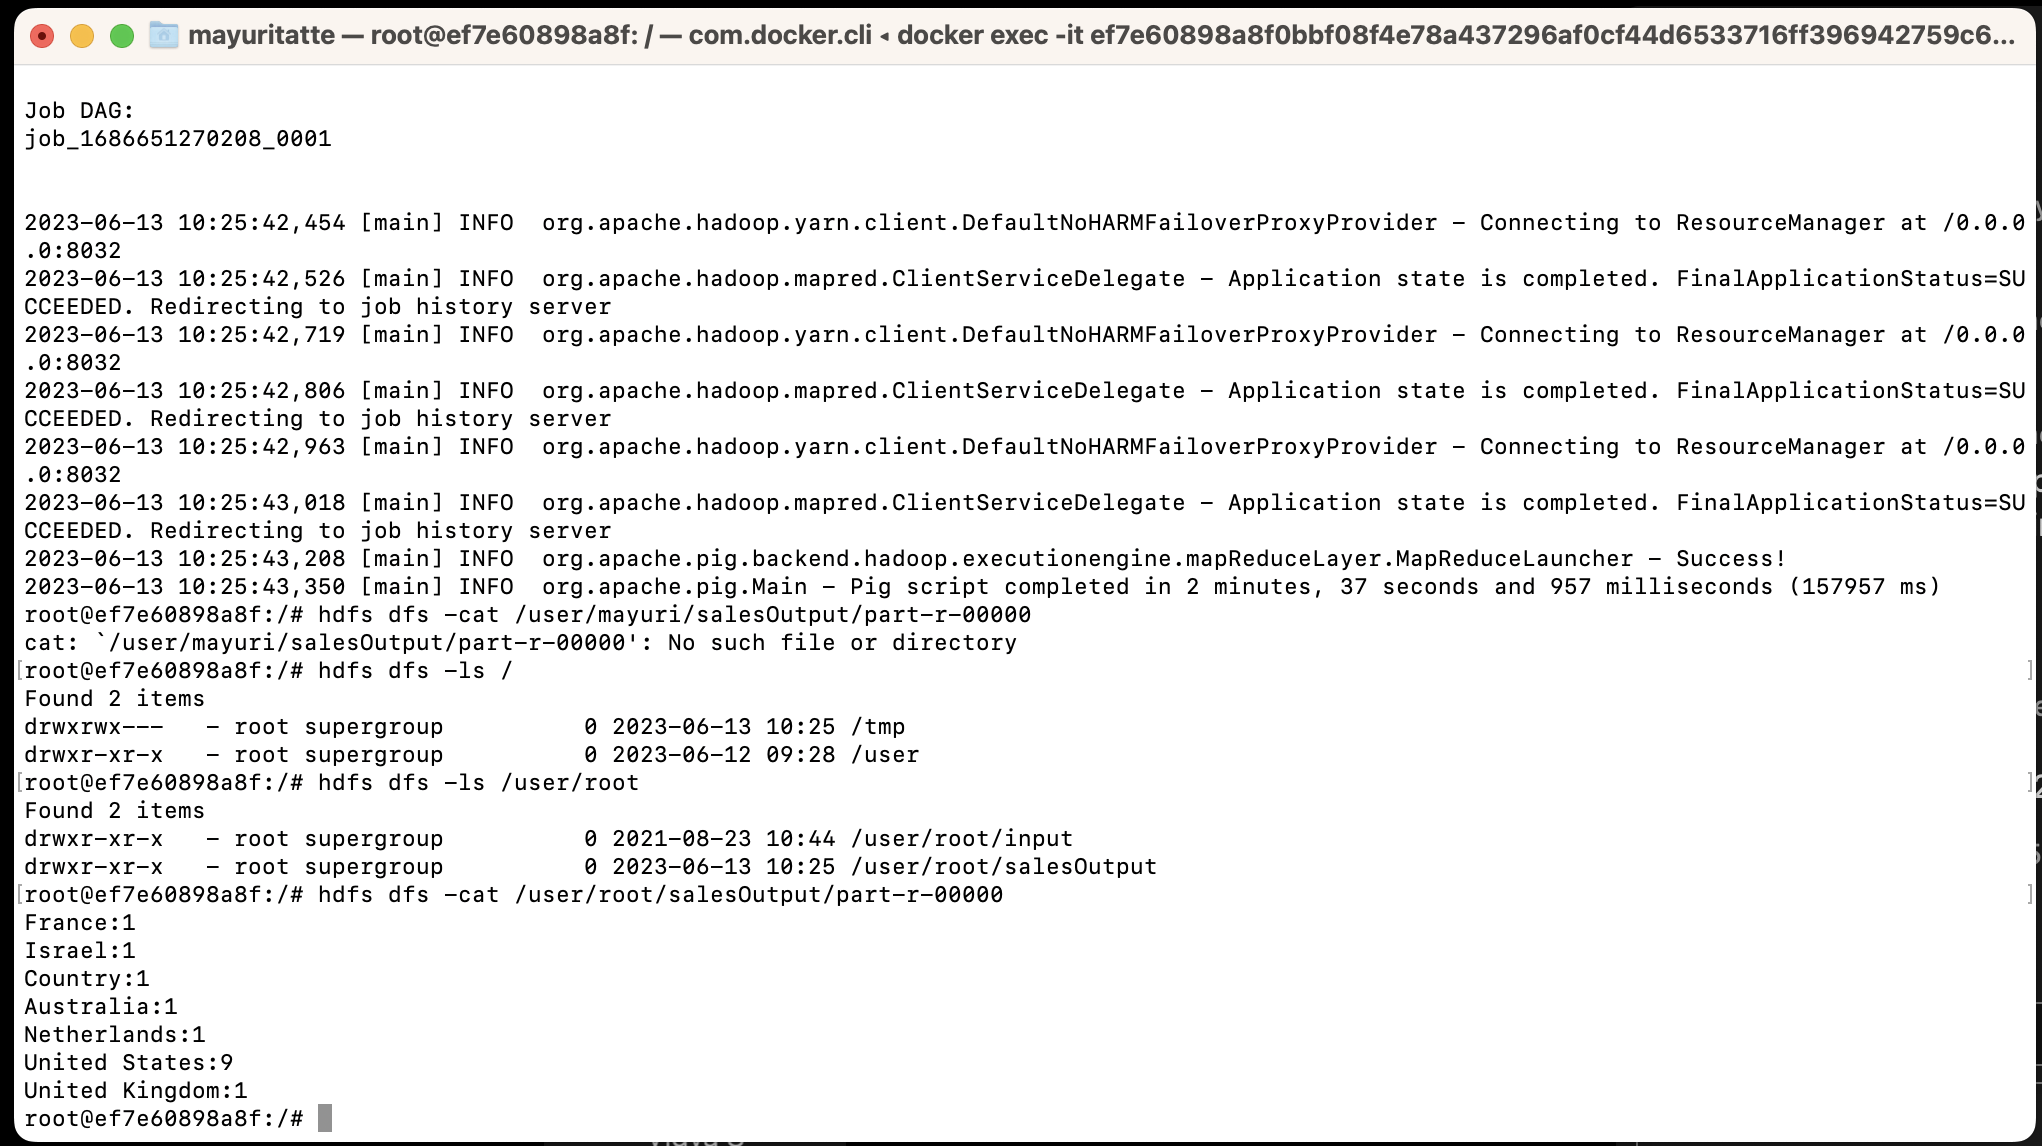 mayuritatte — root@ef7e60898a8f: / — com.docker.cli ◂ docker exec -it ef7e60898a8f0bbf08f4e78a437296af0cf44d6533716ff396942759c6...
Job DAG:
job_1686651270208_0001
2023-06-13 10:25:42,454 [main] INFO  org.apache.hadoop.yarn.client.DefaultNoHARMFailoverProxyProvider - Connecting to ResourceManager at /0.0.0
.0:8032
2023-06-13 10:25:42,526 [main] INFO  org.apache.hadoop.mapred.ClientServiceDelegate - Application state is completed. FinalApplicationStatus=SU
CCEEDED. Redirecting to job history server
2023-06-13 10:25:42,719 [main] INFO  org.apache.hadoop.yarn.client.DefaultNoHARMFailoverProxyProvider - Connecting to ResourceManager at /0.0.0
.0:8032
2023-06-13 10:25:42,806 [main] INFO  org.apache.hadoop.mapred.ClientServiceDelegate - Application state is completed. FinalApplicationStatus=SU
CCEEDED. Redirecting to job history server
2023-06-13 10:25:42,963 [main] INFO  org.apache.hadoop.yarn.client.DefaultNoHARMFailoverProxyProvider - Connecting to ResourceManager at /0.0.0
.0:8032
2023-06-13 10:25:43,018 [main] INFO  org.apache.hadoop.mapred.ClientServiceDelegate - Application state is completed. FinalApplicationStatus=SU
CCEEDED. Redirecting to job history server
2023-06-13 10:25:43,208 [main] INFO  org.apache.pig.backend.hadoop.executionengine.mapReduceLayer.MapReduceLauncher - Success!
2023-06-13 10:25:43,350 [main] INFO  org.apache.pig.Main - Pig script completed in 2 minutes, 37 seconds and 957 milliseconds (157957 ms)
root@ef7e60898a8f:/# hdfs dfs -cat /user/mayuri/salesOutput/part-r-00000
cat: `/user/mayuri/salesOutput/part-r-00000': No such file or directory
[root@ef7e60898a8f:/# hdfs dfs -ls / ]
Found 2 items
drwxrwx---   - root supergroup          0 2023-06-13 10:25 /tmp
drwxr-xr-x   - root supergroup          0 2023-06-12 09:28 /user
[root@ef7e60898a8f:/# hdfs dfs -ls /user/root ]
Found 2 items
drwxr-xr-x   - root supergroup          0 2021-08-23 10:44 /user/root/input
drwxr-xr-x   - root supergroup          0 2023-06-13 10:25 /user/root/salesOutput
[root@ef7e60898a8f:/# hdfs dfs -cat /user/root/salesOutput/part-r-00000 ]
France:1
Israel:1
Country:1
Australia:1
Netherlands:1
United States:9
United Kingdom:1
root@ef7e60898a8f:/#